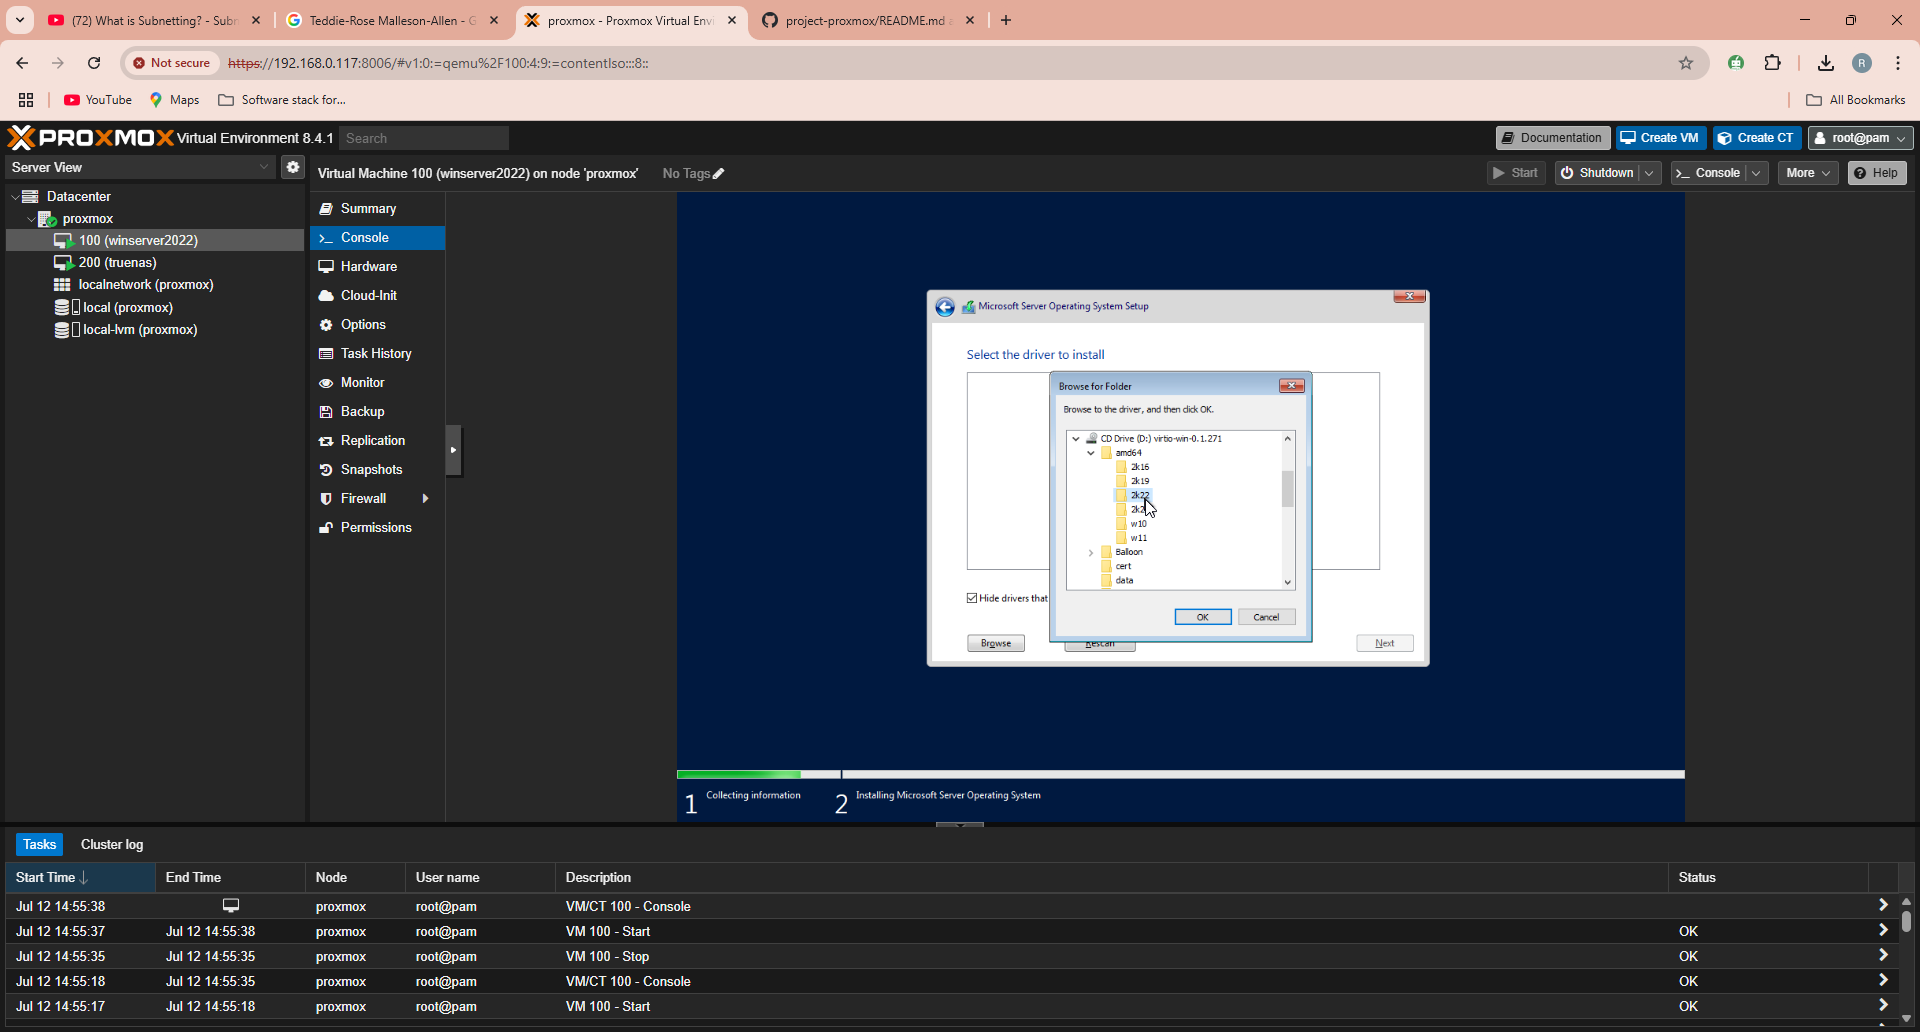 (72) What is Subnetting? - Sub
Teddie-Rose Malleson-Allen - G
proxmox - Proxmox Virtual Envi
project-proxmox/README.md
Not secure
https://192.168.0.117:8006/#v1:0:=qemu%2F100:4:9:=contentIso:::8::
R
YouTube
Maps
Software stack for...
All Bookmarks
PROXMOX Virtual Environment 8.4.1
Search
Documentation
Create VM
Create CT
root@pam
Server View
Virtual Machine 100 (winserver2022) on node 'proxmox'
No Tags
Start
Shutdown
Console
More
Help
Datacenter
proxmox
100 (winserver2022)
200 (truenas)
localnetwork (proxmox)
local (proxmox)
local-lvm (proxmox)
Summary
Console
Hardware
Cloud-Init
Options
Task History
Monitor
Backup
Replication
Snapshots
Firewall
Permissions
Microsoft Server Operating System Setup
Select the driver to install
Browse for Folder
Browse to the driver, and then click OK.
CD Drive (D:) virtio-win-0.1.271
amd64
2k16
2k19
2k22
w10
w11
Balloon
cert
data
OK
Cancel
Hide drivers that
Browse
Rescan
Next
1 Collecting information
2 Installing Microsoft Server Operating System
Tasks
Cluster log
Start Time End Time Node User name Description Status
Jul 12 14:55:38 proxmox root@pam VM/CT 100 - Console
Jul 12 14:55:37 Jul 12 14:55:38 proxmox root@pam VM 100 - Start OK
Jul 12 14:55:35 Jul 12 14:55:35 proxmox root@pam VM 100 - Stop OK
Jul 12 14:55:18 Jul 12 14:55:35 proxmox root@pam VM/CT 100 - Console OK
Jul 12 14:55:17 Jul 12 14:55:18 proxmox root@pam VM 100 - Start OK